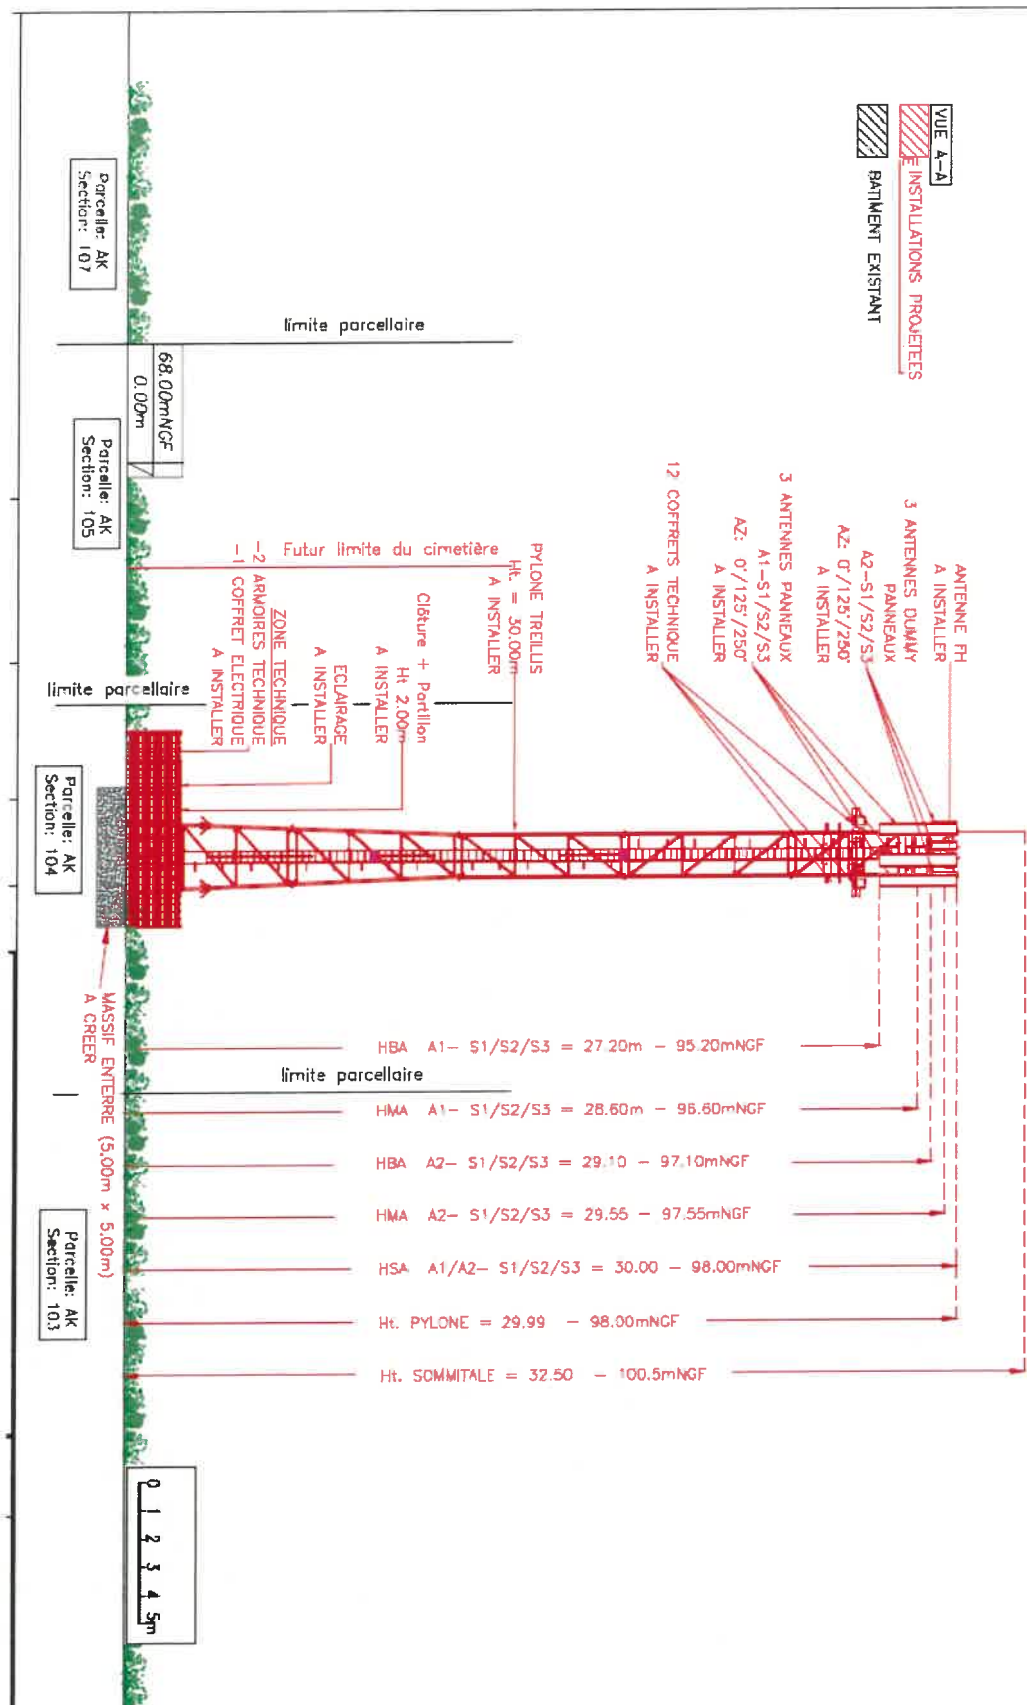 VUE A-A
INSTALLATIONS PROJETEES
BATIMENT EXISTANT
ANTENNE FH
A INSTALLER
3 ANTENNES DUMMY
PANNEAUX
A2-S1/S2/S3
AZ: 0°/125°/250°
A INSTALLER
3 ANTENNES PANNEAUX
A1-S1/S2/S3
AZ: 0°/125°/250°
A INSTALLER
12 COFFRETS TECHNIQUE
A INSTALLER
PYLONE TREILLIS
Ht. = 30.00m
A INSTALLER
Clôture + Portillon
Ht 2.00m
A INSTALLER
ECLAIRAGE
A INSTALLER
ZONE TECHNIQUE
-2 ARMOIRES TECHNIQUE
-1 COFFRET ELECTRIQUE
A INSTALLER
limite parcellaire
Futur limite du cimetière
limite parcellaire
limite parcellaire
68.00mNGF
0.00m
HBA A1- S1/S2/S3 = 27.20m - 95.20mNGF
HMA A1- S1/S2/S3 = 28.60m - 96.60mNGF
HBA A2- S1/S2/S3 = 29.10 - 97.10mNGF
HMA A2- S1/S2/S3 = 29.55 - 97.55mNGF
HSA A1/A2- S1/S2/S3 = 30.00 - 98.00mNGF
Ht. PYLONE = 29.99 - 98.00mNGF
Ht. SOMMITALE = 32.50 - 100.5mNGF
MASSIF ENTERRE (5.00m x 5.00m)
A CREER
Parcelle: AK
Section: 107
Parcelle: AK
Section: 105
Parcelle: AK
Section: 104
Parcelle: AK
Section: 103
0 1 2 3 4 5m